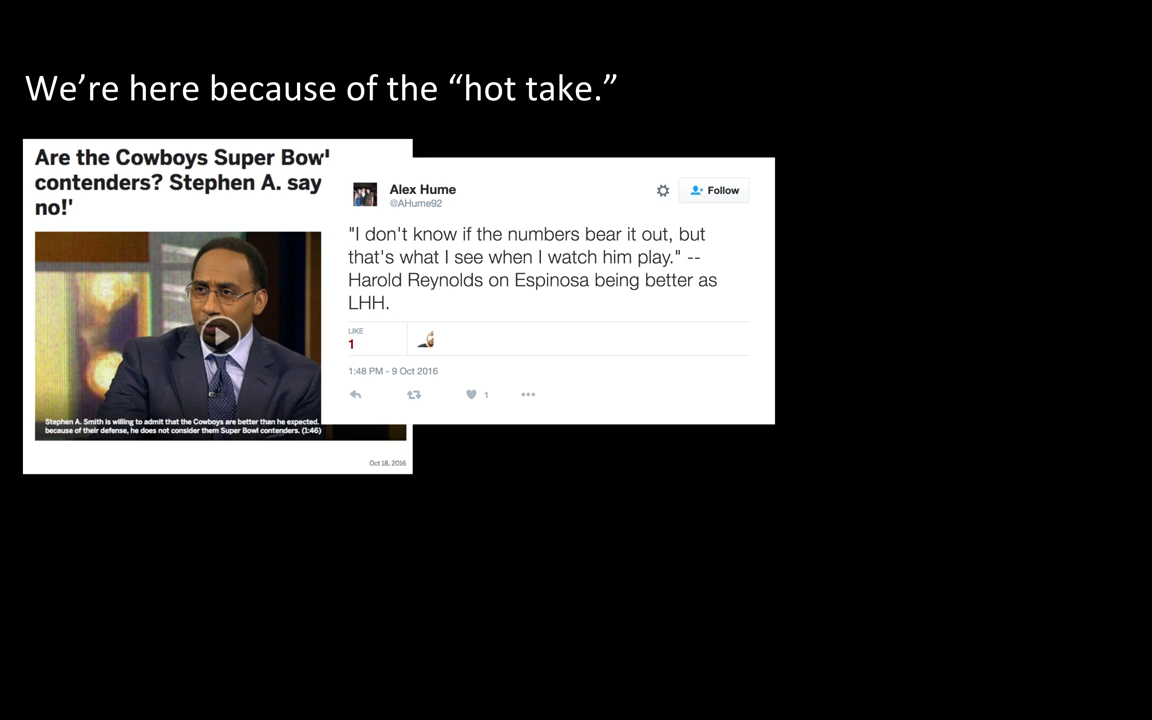 We’re here because of the “hot take.”
Are the Cowboys Super Bow'
contenders? Stephen A. say
no!'
Stephen A. Smith is willing to admit that the Cowboys are better than he expected,
because of their defense, he does not consider them Super Bowl contenders. (1:46)
Oct 18, 2016
Alex Hume
@AHume92
Follow
"I don't know if the numbers bear it out, but
that's what I see when I watch him play." --
Harold Reynolds on Espinosa being better as
LHH.
LIKE
1
1:48 PM - 9 Oct 2016
1